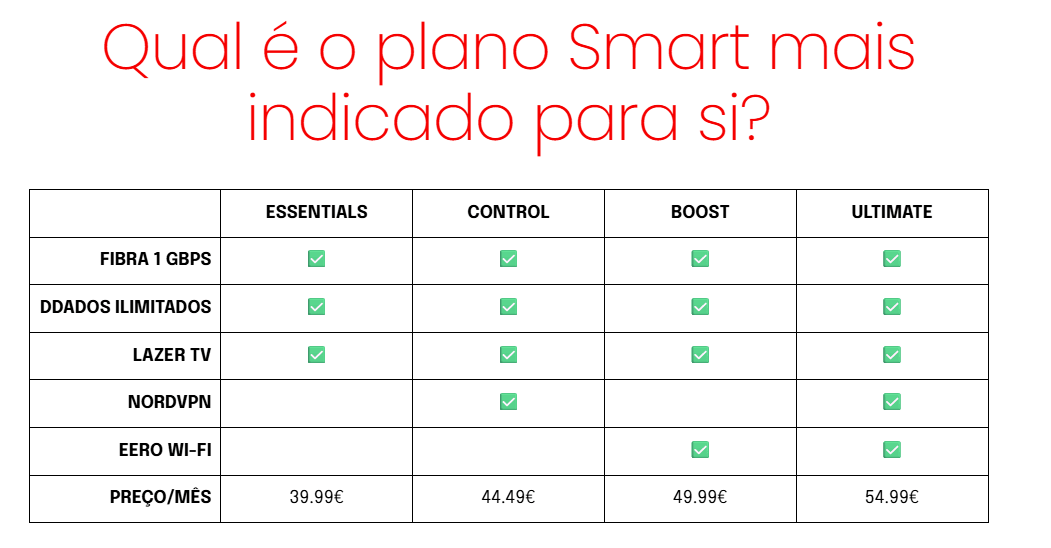 Qual é o plano Smart mais
indicado para si?
ESSENTIALS CONTROL BOOST ULTIMATE
FIBRA 1 GBPS ✅ ✅ ✅ ✅
DDADOS ILIMITADOS ✅ ✅ ✅ ✅
LAZER TV ✅ ✅ ✅ ✅
NORDVPN ✅ ✅
EERO WI-FI ✅ ✅
PREÇO/MÊS 39.99€ 44.49€ 49.99€ 54.99€